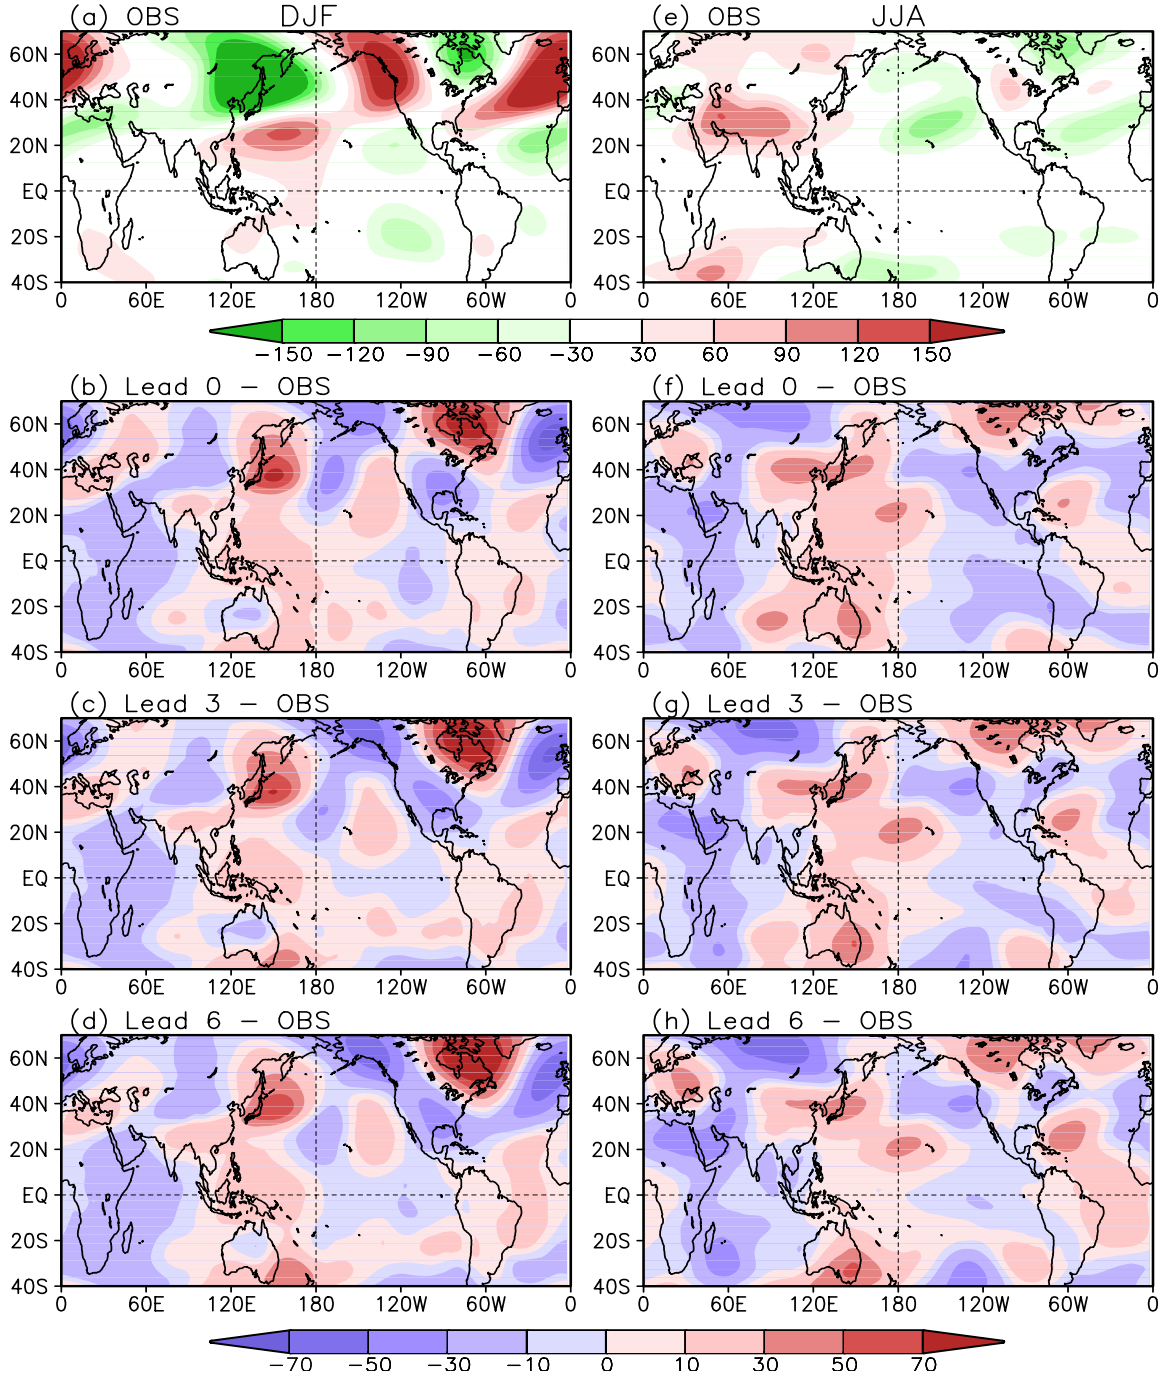 (a) OBS DJF
(e) OBS JJA
60N
40N
20N
EQ
20S
40S
0 60E 120E 180 120W 60W 0
60N
40N
20N
EQ
20S
40S
0 60E 120E 180 120W 60W 0
−150 −120 −90 −60 −30 30 60 90 120 150
(b) Lead 0 − OBS
(f) Lead 0 − OBS
60N
40N
20N
EQ
20S
40S
0 60E 120E 180 120W 60W 0
60N
40N
20N
EQ
20S
40S
0 60E 120E 180 120W 60W 0
(c) Lead 3 − OBS
(g) Lead 3 − OBS
60N
40N
20N
EQ
20S
40S
0 60E 120E 180 120W 60W 0
60N
40N
20N
EQ
20S
40S
0 60E 120E 180 120W 60W 0
(d) Lead 6 − OBS
(h) Lead 6 − OBS
60N
40N
20N
EQ
20S
40S
0 60E 120E 180 120W 60W 0
60N
40N
20N
EQ
20S
40S
0 60E 120E 180 120W 60W 0
−70 −50 −30 −10 0 10 30 50 70